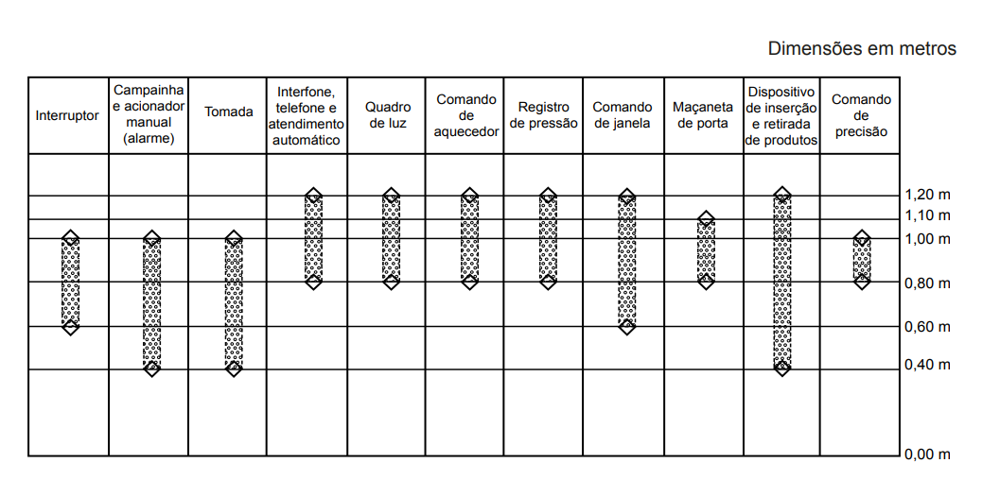 Dimensões em metros
Interruptor
Campainha
e acionador
manual
(alarme)
Tomada
Interfone,
telefone e
atendimento
automático
Quadro
de luz
Comando
de
aquecedor
Registro
de pressão
Comando
de janela
Maçaneta
de porta
Dispositivo
de inserção
e retirada
de produtos
Comando
de
precisão
1,20 m
1,10 m
1,00 m
0,80 m
0,60 m
0,40 m
0,00 m